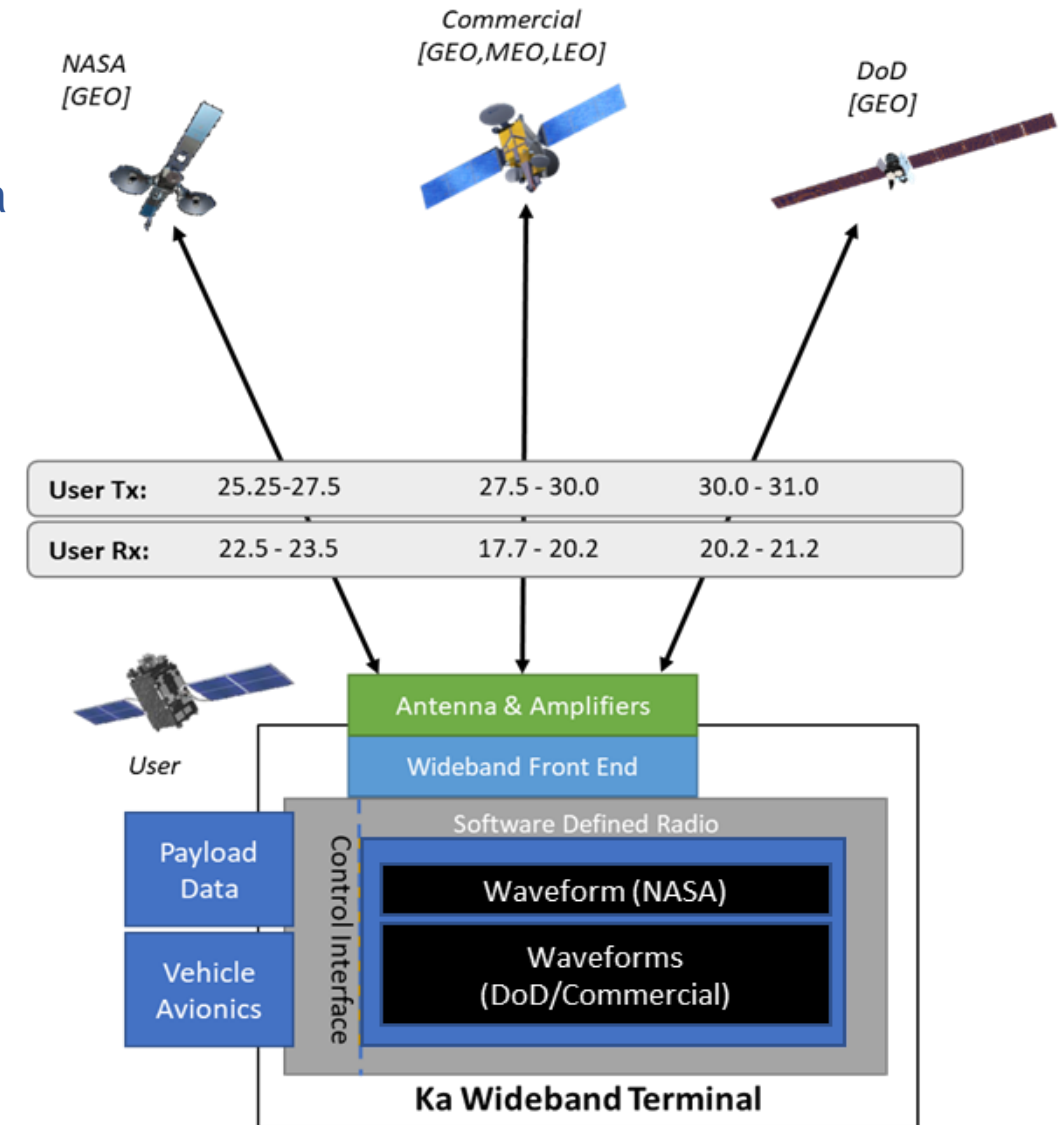 Commercial
[GEO,MEO,LEO]
NASA
[GEO]
DoD
[GEO]
a
User Tx: 25.25-27.5 27.5 - 30.0 30.0 - 31.0
User Rx: 22.5 - 23.5 17.7 - 20.2 20.2 - 21.2
User
Antenna & Amplifiers
Wideband Front End
Software Defined Radio
Payload
Data
Vehicle
Avionics
Control Interface
Waveform (NASA)
Waveforms
(DoD/Commercial)
Ka Wideband Terminal